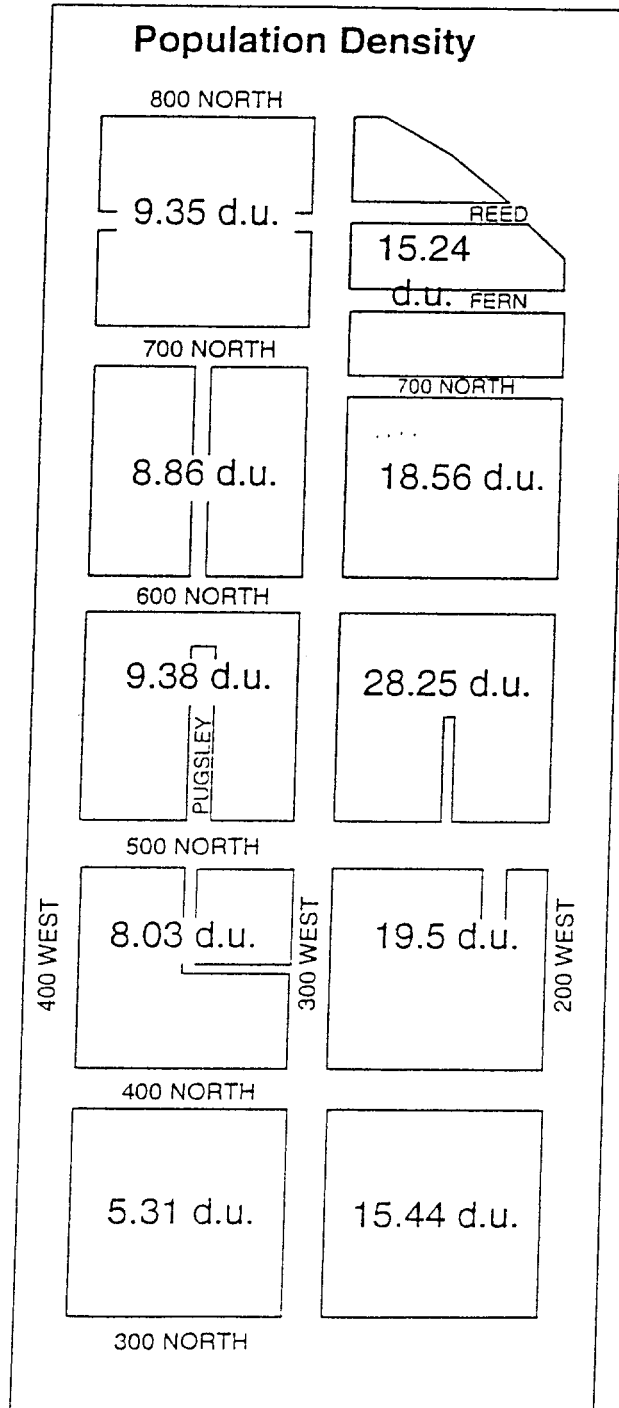 Population Density
800 NORTH
9.35 d.u.
REED
15.24
d.u.
FERN
700 NORTH
700 NORTH
8.86 d.u.
18.56 d.u.
600 NORTH
9.38 d.u.
28.25 d.u.
PUGSLEY
500 NORTH
400 WEST
8.03 d.u.
300 WEST
19.5 d.u.
200 WEST
400 NORTH
5.31 d.u.
15.44 d.u.
300 NORTH